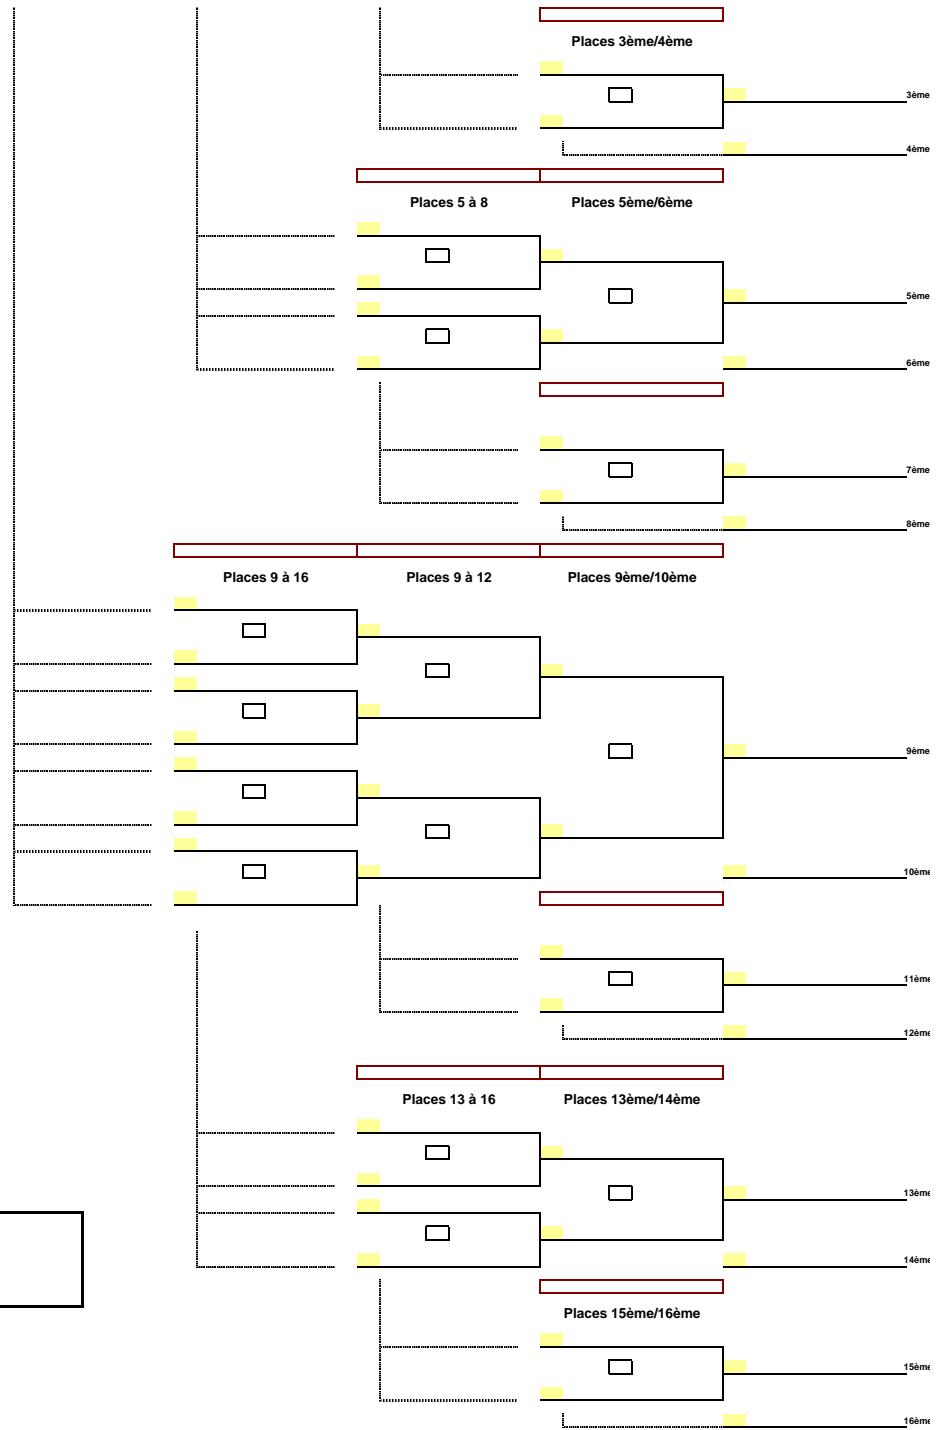 Places 3ème/4ème
3ème
4ème
Places 5 à 8 Places 5ème/6ème
5ème
6ème
7ème
8ème
Places 9 à 16 Places 9 à 12 Places 9ème/10ème
9ème
10ème
11ème
12ème
Places 13 à 16 Places 13ème/14ème
13ème
14ème
Places 15ème/16ème
15ème
16ème